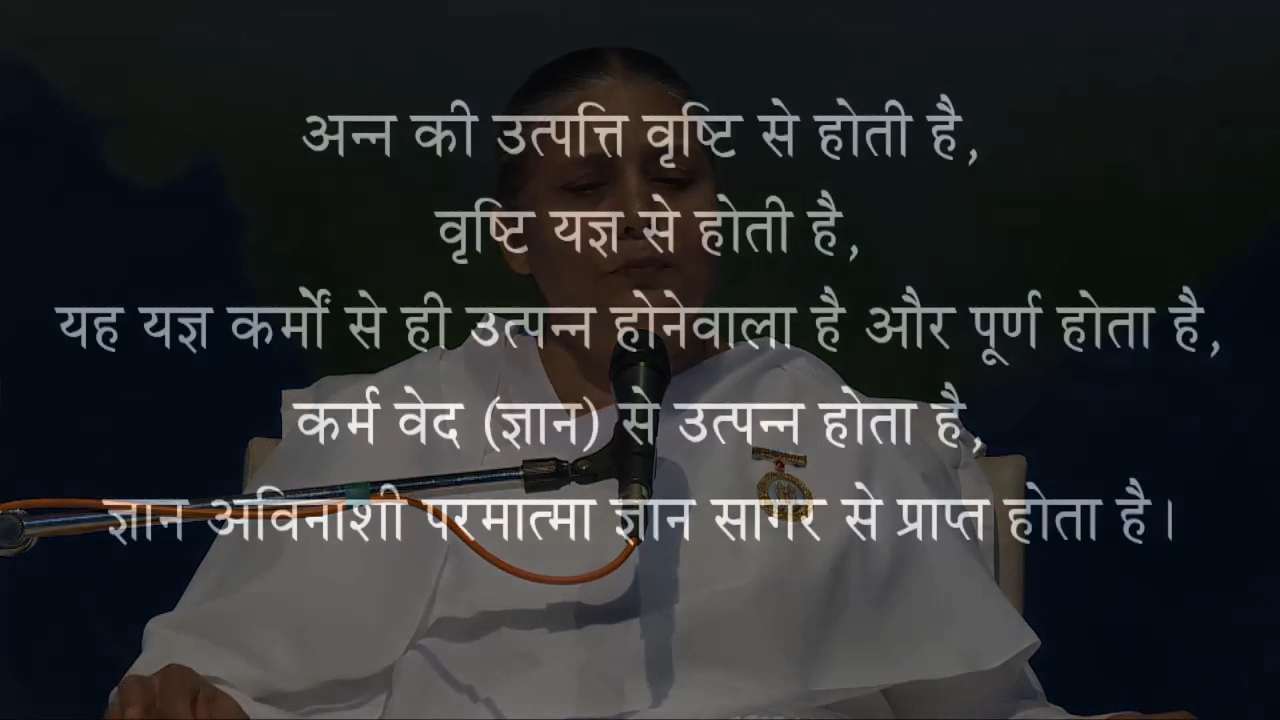 अन्न की उत्पत्ति वृष्टि से होती है,
वृष्टि यज्ञ से होती है,
यह यज्ञ कर्मों से ही उत्पन्न होनेवाला है और पूर्ण होता है,
कर्म वेद (ज्ञान) से उत्पन्न होता है,
ज्ञान अविनाशी परमात्मा ज्ञान सागर से प्राप्त होता है।